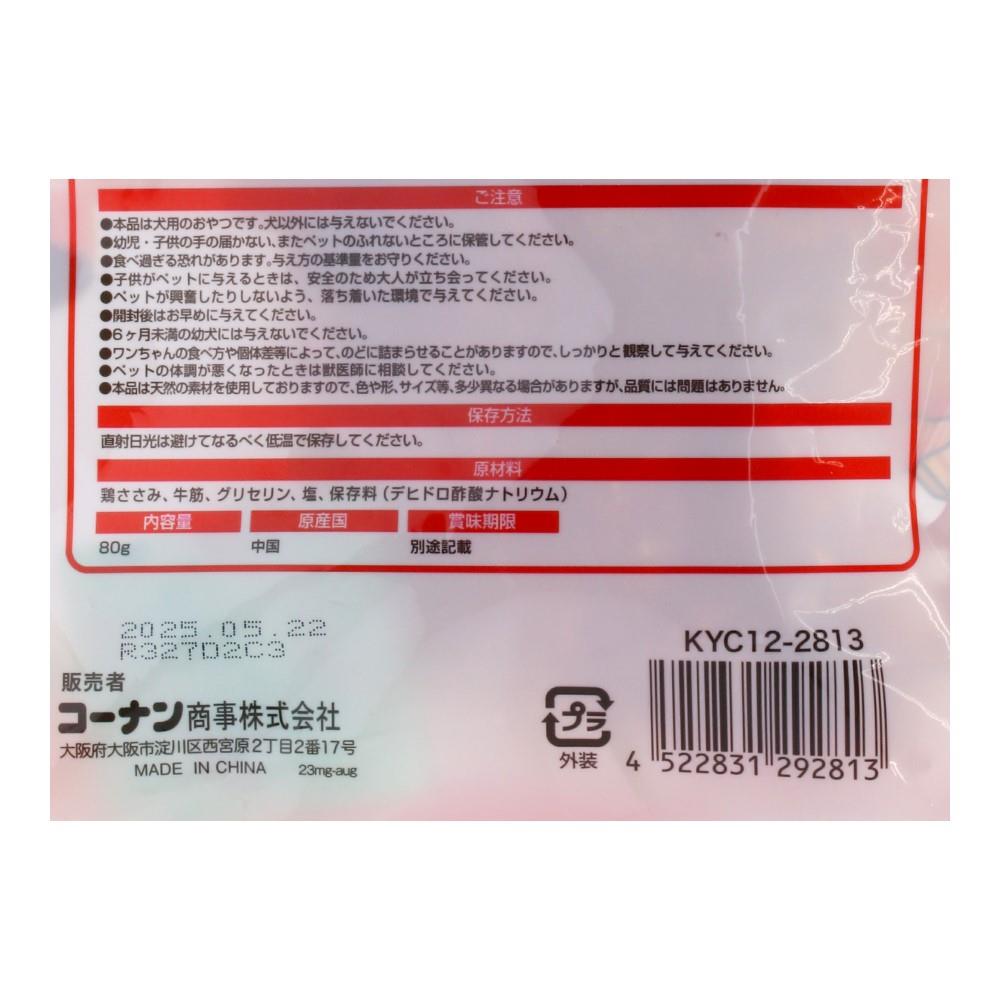 ご注意
●本品は犬用のおやつです。犬以外には与えないでください。
●幼児・子供の手の届かない、またペットのふれないところに保管してください。
●食べ過ぎる恐れがあります。与え方の基準量をお守りください。
●子供がペットに与えるときは、安全のため大人が立ち会ってください。
●ペットが興奮したりしないよう、落ち着いた環境で与えてください。
●開封後はお早めに与えてください。
●6ヶ月未満の幼犬には与えないでください。
●ワンちゃんの食べ方や個体差等によって、のどに詰まらせることがありますので、しっかりと観察して与えてください。
●ペットの体調が悪くなったときは獣医師に相談してください。
●本品は天然の素材を使用しておりますので、色や形、サイズ等、多少異なる場合がありますが、品質には問題はありません。
保存方法
直射日光は避けてなるべく低温で保存してください。
原材料
鶏ささみ、牛筋、グリセリン、塩、保存料（デヒドロ酢酸ナトリウム）
内容量 原産国 賞味期限
80g 中国 別途記載
2025.05.22
R327D2C3
販売者
コーナン商事株式会社
大阪府大阪市淀川区西宮原2丁目2番17号
MADE IN CHINA 23mg-aug
プラ
外装
KYC12-2813
4 522831 292813